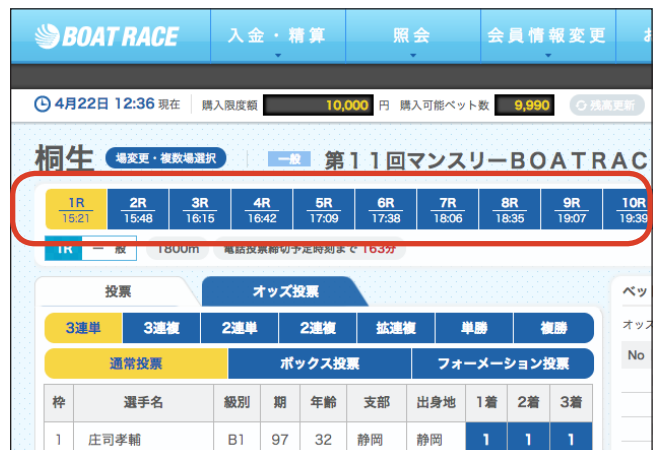 BOAT RACE 入金・精算 照会 会員情報変更
4月22日 12:36 現在 購入限度額 10,000 円 購入可能ベット数 9,990 残高更新
桐生 場変更・複数場選択 一般 第11回マンスリーBOATRAC
1R 2R 3R 4R 5R 6R 7R 8R 9R 10R
15:21 15:48 16:15 16:42 17:09 17:38 18:06 18:35 19:07 19:39
1R 一般 1800m 電話投票締切予定時刻まで 163分
投票 オッズ投票 ベッ
3連単 3連複 2連単 2連複 拡連複 単勝 複勝 オッズ
通常投票 ボックス投票 フォーメーション投票 No
枠 選手名 級別 期 年齢 支部 出身地 1着 2着 3着
1 庄司孝輔 B1 97 32 静岡 静岡 1 1 1